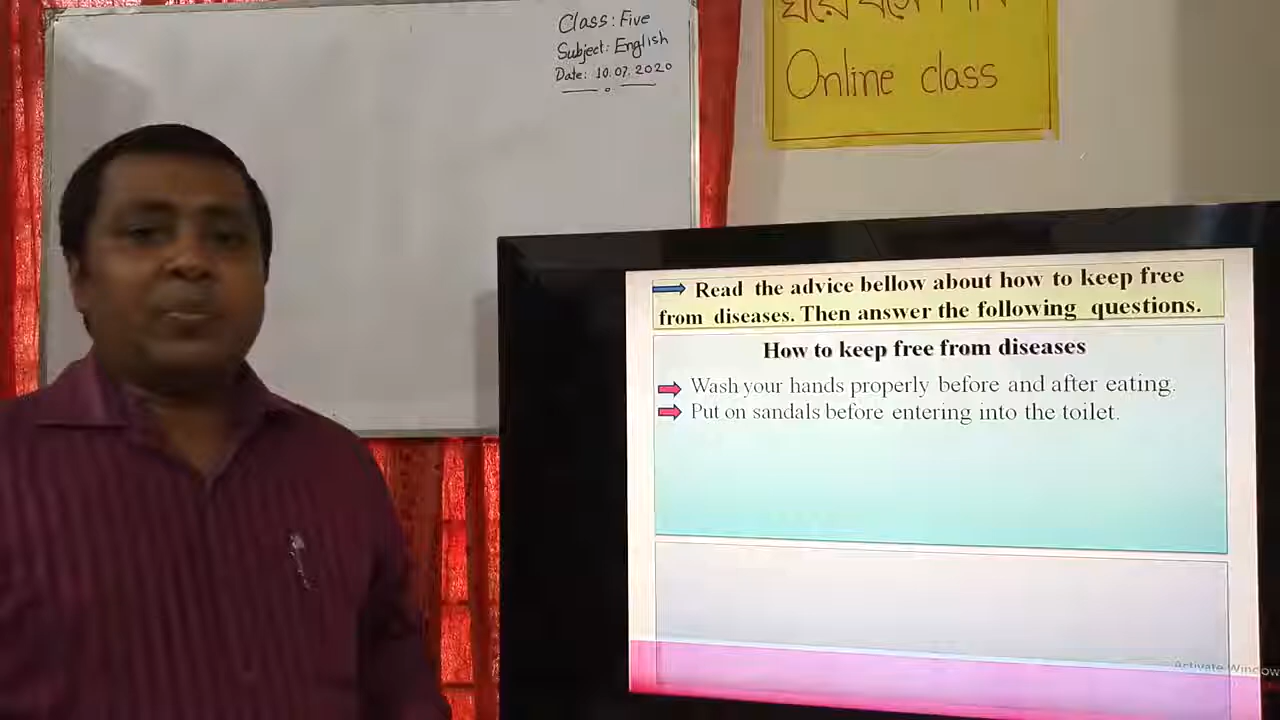 Class: Five
Subject: English
Date: 10.07.2020
Online class
Read the advice bellow about how to keep free
from diseases. Then answer the following questions.
How to keep free from diseases
Wash your hands properly before and after eating.
Put on sandals before entering into the toilet.
Activate Window